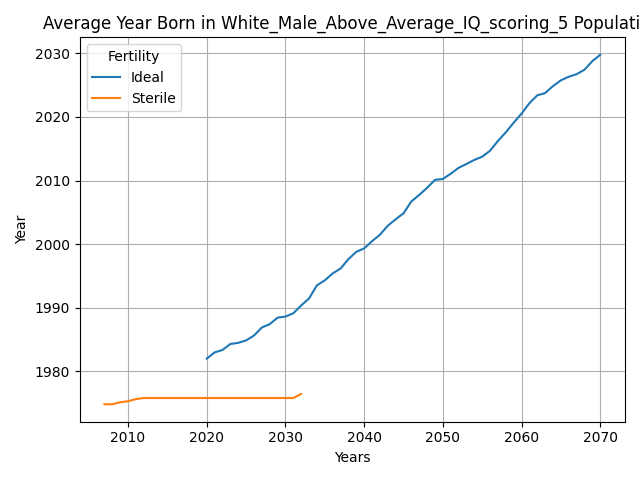 Average Year Born in White_Male_Above_Average_IQ_scoring_5 Populati
Fertility
Ideal
Sterile
2030
2020
2010
2000
1990
1980
Year
2010 2020 2030 2040 2050 2060 2070
Years